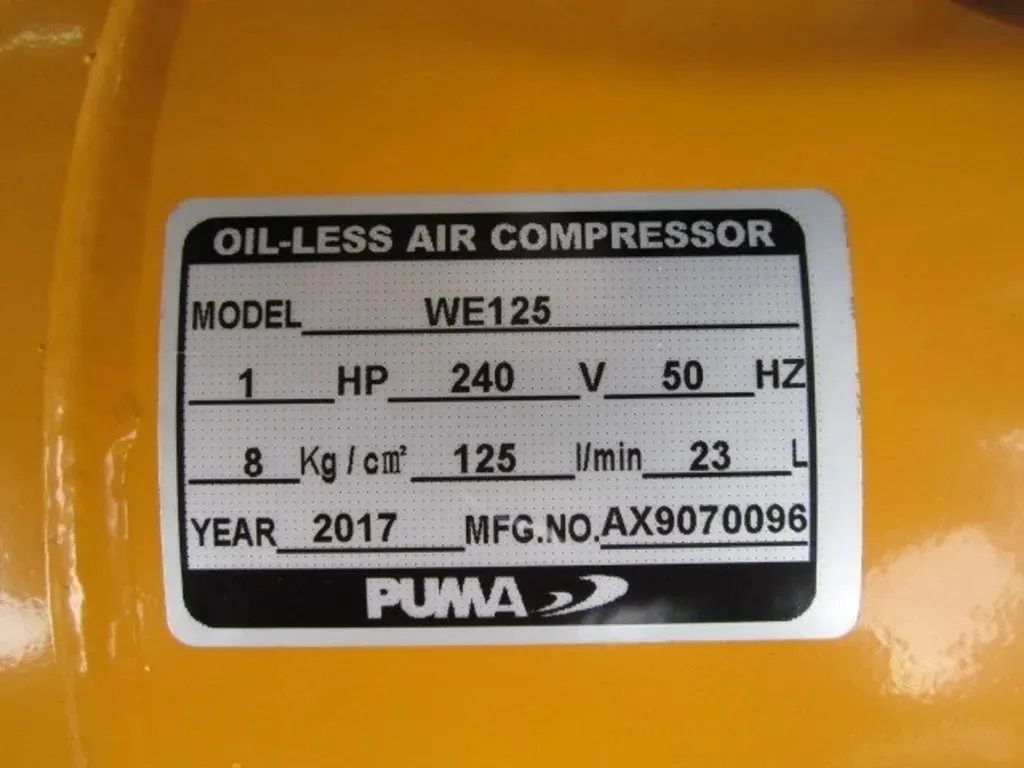 OIL-LESS AIR COMPRESSOR
MODEL WE125
1 HP 240 V 50 HZ
8 Kg/cm² 125 l/min 23 L
YEAR 2017 MFG.NO. AX9070096
PUMA